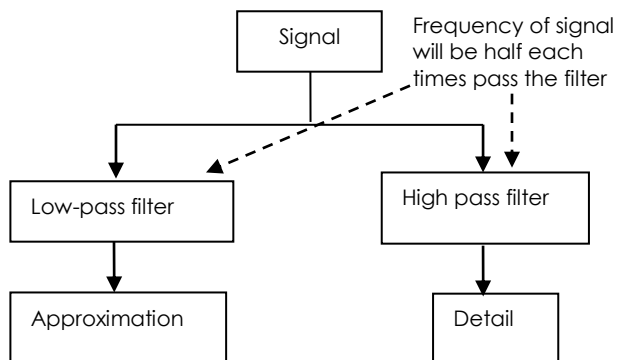 Signal
Frequency of signal
will be half each
times pass the filter
Low-pass filter
High pass filter
Approximation
Detail